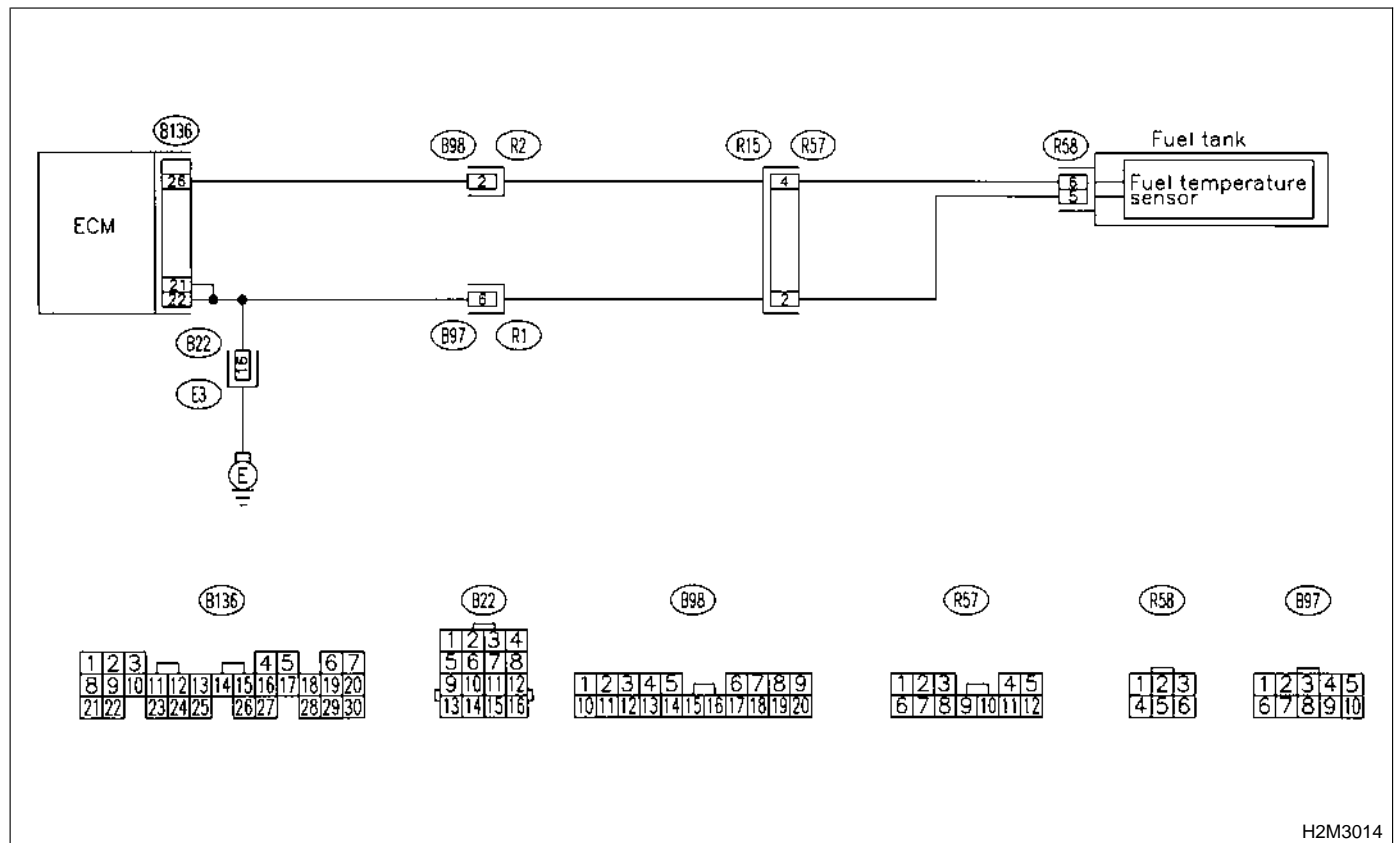 B136
B98 R2
R15 R57
R58
Fuel tank
26
2
4
6
5
Fuel temperature
sensor
ECM
21
22
6
2
B97 R1
B22
15
E3
E
B136
B22
B98
R57
R58
B97
1 2 3 4 5 6 7
8 9 10 11 12 13 14 15 16 17 18 19 20
21 22 23 24 25 26 27 28 29 30
1 2 3 4
5 6 7 8
9 10 11 12
13 14 15 16
1 2 3 4 5 6 7 8 9
10 11 12 13 14 15 16 17 18 19 20
1 2 3 4 5
6 7 8 9 10 11 12
1 2 3
4 5 6
1 2 3 4 5
6 7 8 9 10
H2M3014